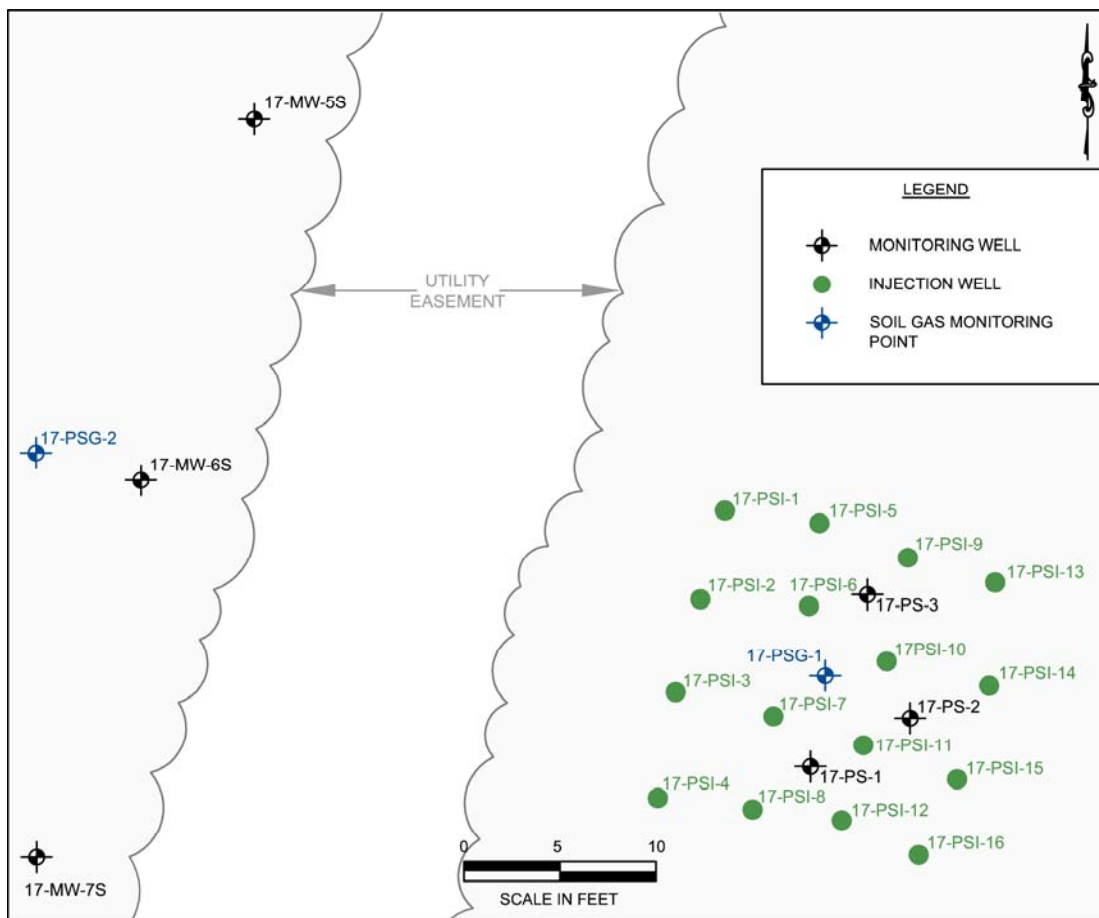 17-MW-5S
LEGEND
MONITORING WELL
UTILITY
EASEMENT
INJECTION WELL
SOIL GAS MONITORING
POINT
17-PSG-2
17-MW-6S
17-PSI-1
17-PSI-5
17-PSI-9
17-PSI-13
17-PSI-2
17-PSI-6
17-PS-3
17-PSG-1
17PSI-10
17-PSI-14
17-PSI-3
17-PSI-7
17-PS-2
17-PSI-11
17-PS-1
17-PSI-15
17-PSI-4
17-PSI-8
17-PSI-12
17-PSI-16
0 5 10
SCALE IN FEET
17-MW-7S